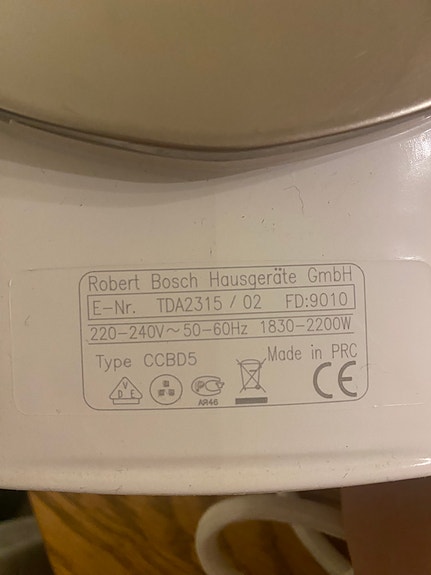 Robert Bosch Hausgeräte GmbH
E-Nr. TDA2315 / 02 FD:9010
220-240V~50-60Hz 1830-2200W
Type CCBD5 Made in PRC
VDE AR46 CE